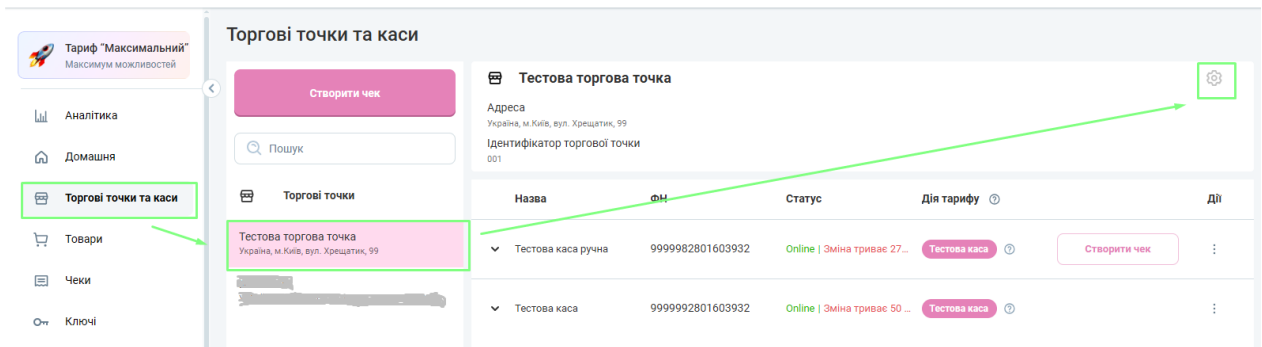 Торгові точки та каси
Тариф "Максимальний"
Максимум можливостей
Аналітика
Домашня
Торгові точки та каси
Товари
Чеки
Ключі
Створити чек
Пошук
Торгові точки
Тестова торгова точка
Україна, м.Київ, вул. Хрещатик, 99
Тестова торгова точка
Адреса
Україна, м.Київ, вул. Хрещатик, 99
Ідентифікатор торгової точки
001
Назва ФН Статус Дія тарифу Дії
Тестова каса ручна 9999982801603932 Online | Зміна триває 27... Тестова каса Створити чек
Тестова каса 9999992801603932 Online | Зміна триває 50 ... Тестова каса